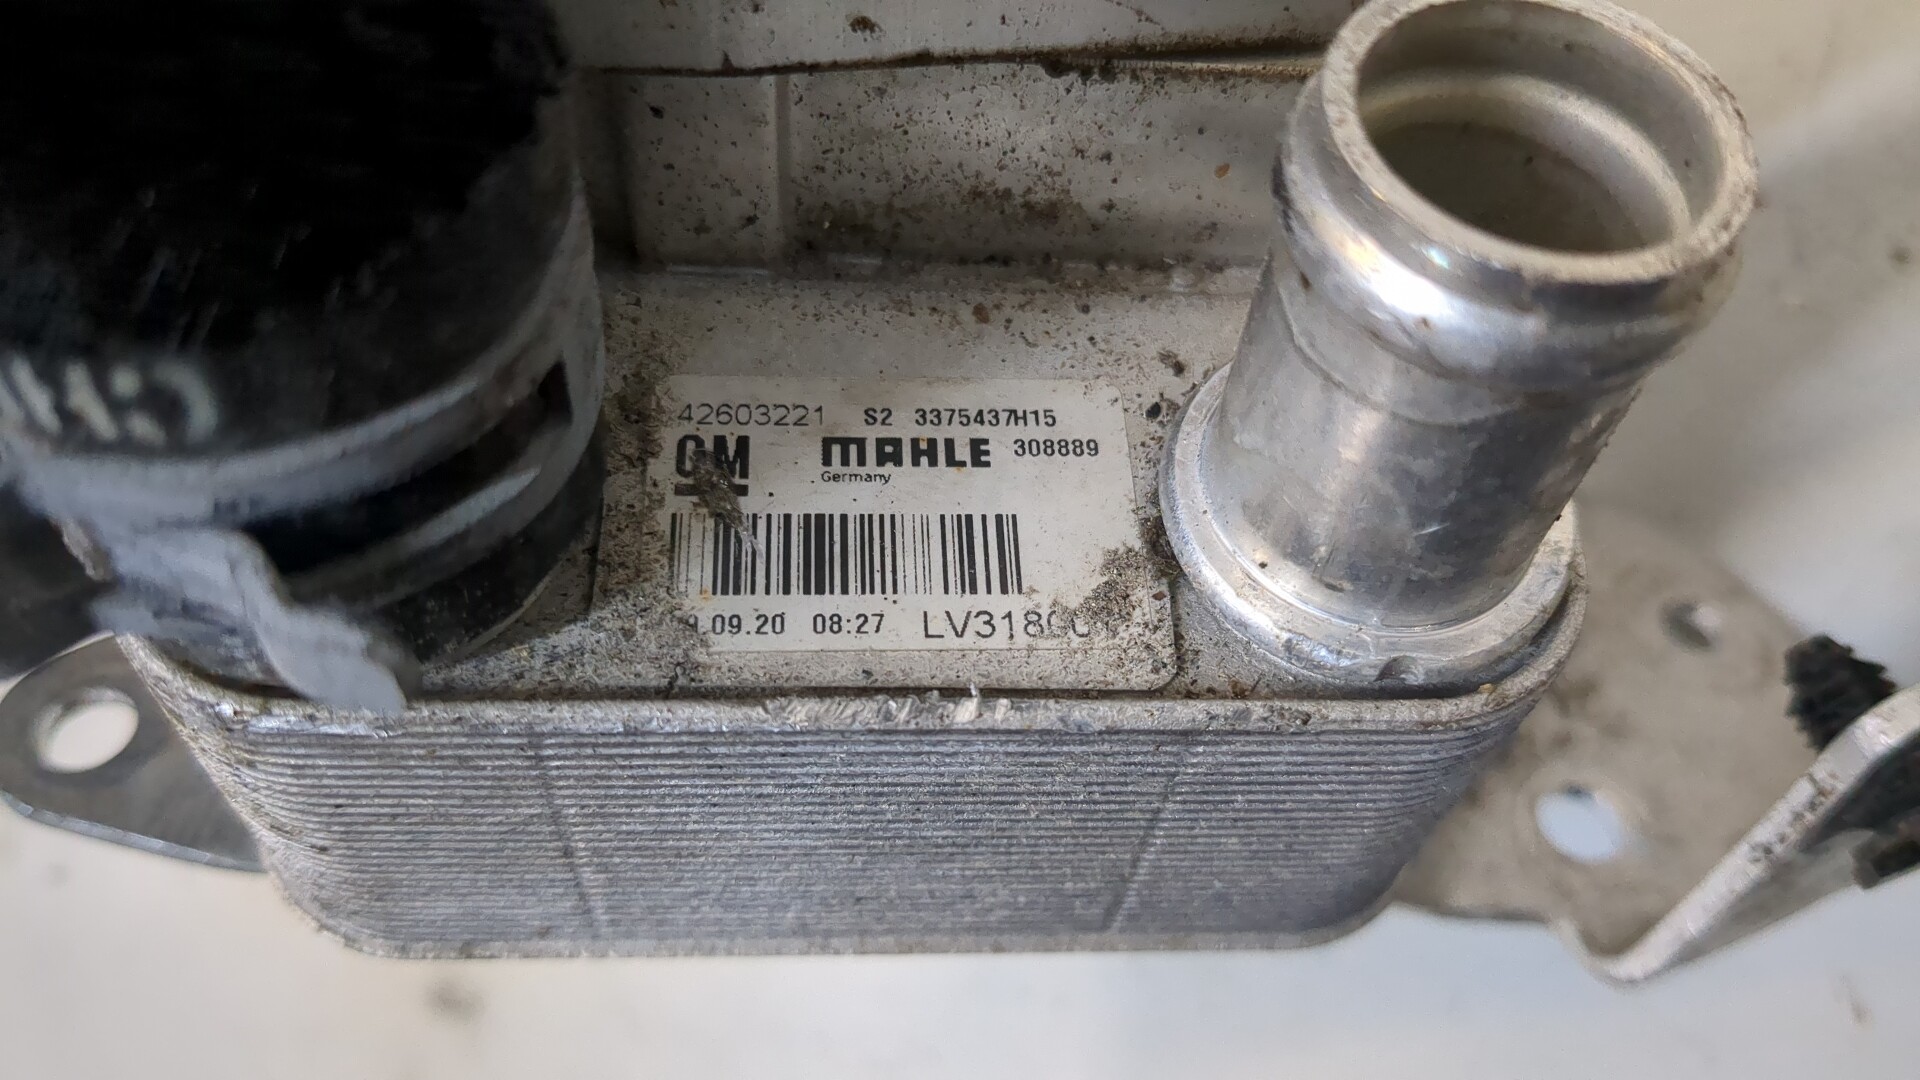 42603221 S2 3375437H15
GM MAHLE 308889
Germany
.09.20 08:27